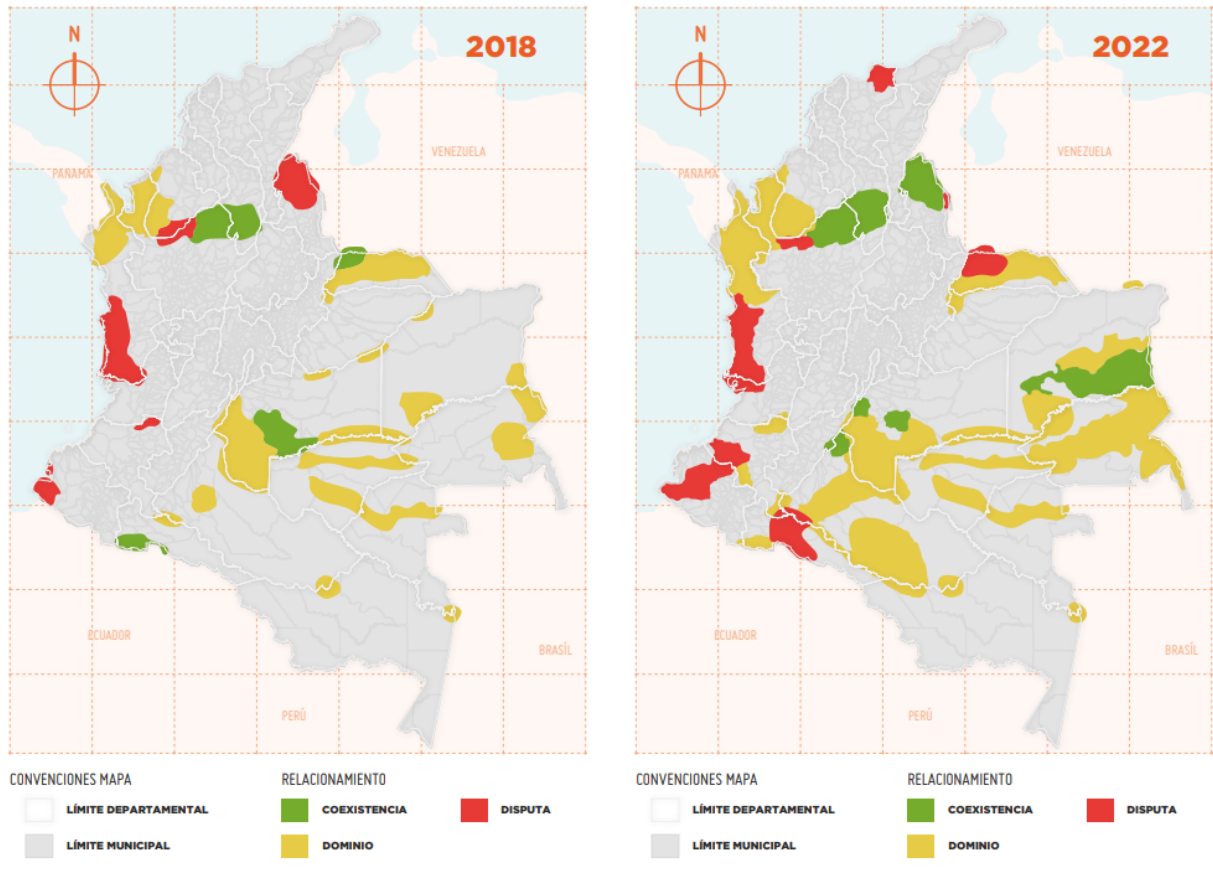 N
2018
PANAMÁ
VENEZUELA
ECUADOR
BRASÍL
PERÚ
CONVENCIONES MAPA
LÍMITE DEPARTAMENTAL
LÍMITE MUNICIPAL
RELACIONAMIENTO
COEXISTENCIA
DISPUTA
DOMINIO
N
2022
PANAMÁ
VENEZUELA
ECUADOR
BRASÍL
PERÚ
CONVENCIONES MAPA
LÍMITE DEPARTAMENTAL
LÍMITE MUNICIPAL
RELACIONAMIENTO
COEXISTENCIA
DISPUTA
DOMINIO